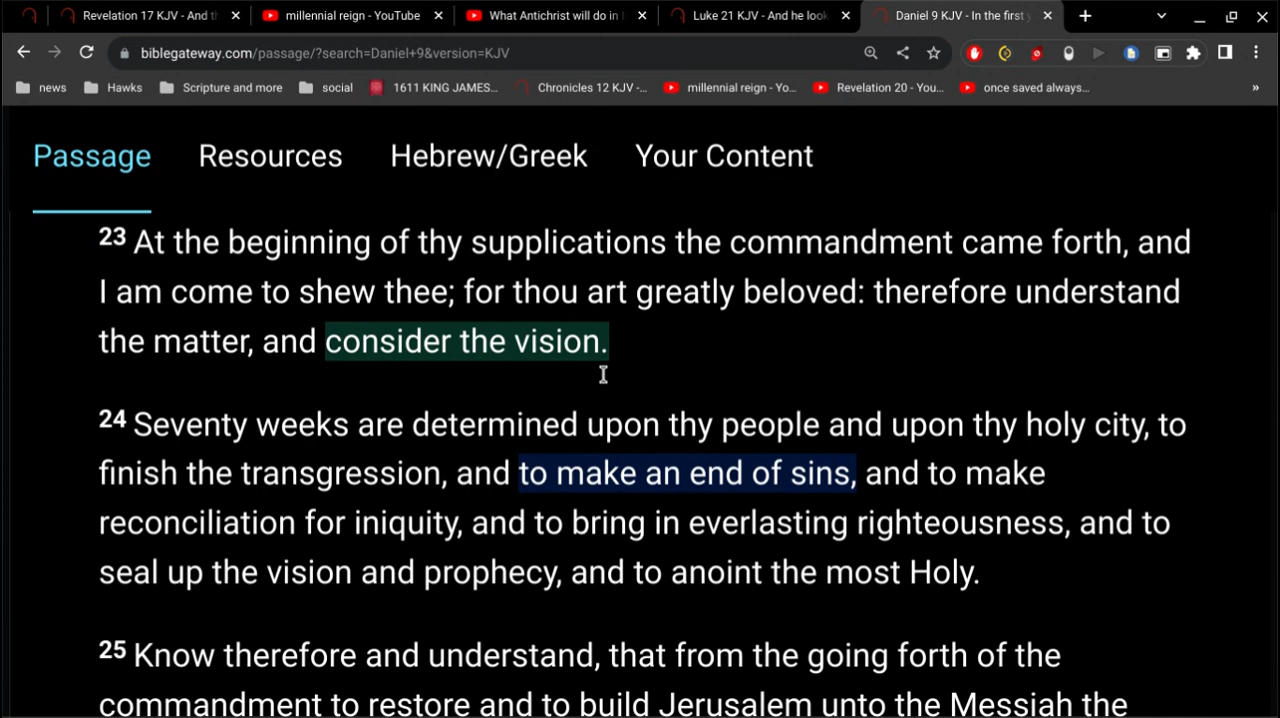 Revelation 17 KJV - And th
millennial reign - YouTube
What Antichrist will do in
Luke 21 KJV - And he look
Daniel 9 KJV - In the first y
biblegateway.com/passage/?search=Daniel+9&version=KJV
news
Hawks
Scripture and more
social
1611 KING JAMES...
Chronicles 12 KJV -...
millennial reign - Yo...
Revelation 20 - You...
once saved always...
»
Passage
Resources
Hebrew/Greek
Your Content
23 At the beginning of thy supplications the commandment came forth, and
I am come to shew thee; for thou art greatly beloved: therefore understand
the matter, and consider the vision.
24 Seventy weeks are determined upon thy people and upon thy holy city, to
finish the transgression, and to make an end of sins, and to make
reconciliation for iniquity, and to bring in everlasting righteousness, and to
seal up the vision and prophecy, and to anoint the most Holy.
25 Know therefore and understand, that from the going forth of the
commandment to restore and to build Jerusalem unto the Messiah the